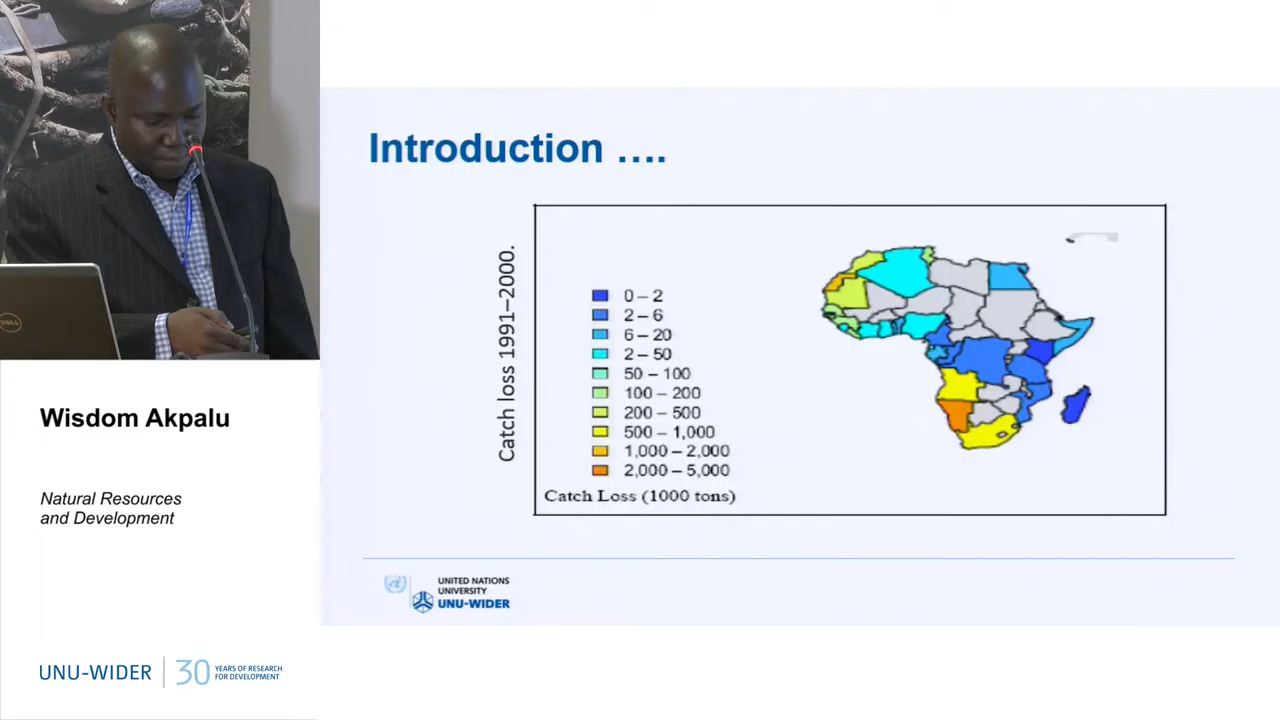 Introduction ....
Catch loss 1991–2000.
0 – 2
2 – 6
6 – 20
2 – 50
50 – 100
100 – 200
200 – 500
500 – 1,000
1,000 – 2,000
2,000 – 5,000
Catch Loss (1000 tons)
UNITED NATIONS
UNIVERSITY
UNU-WIDER
DELL
Wisdom Akpalu
Natural Resources
and Development
UNU-WIDER
30 YEARS OF RESEARCH
FOR DEVELOPMENT